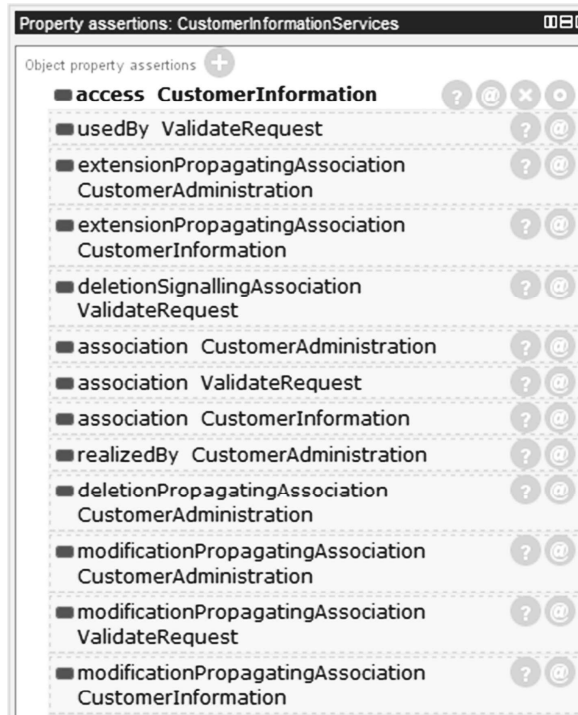 Property assertions: CustomerInformationServices
Object property assertions
access CustomerInformation
usedBy ValidateRequest
extensionPropagatingAssociation
CustomerAdministration
extensionPropagatingAssociation
CustomerInformation
deletionSignallingAssociation
ValidateRequest
association CustomerAdministration
association ValidateRequest
association CustomerInformation
realizedBy CustomerAdministration
deletionPropagatingAssociation
CustomerAdministration
modificationPropagatingAssociation
CustomerAdministration
modificationPropagatingAssociation
ValidateRequest
modificationPropagatingAssociation
CustomerInformation